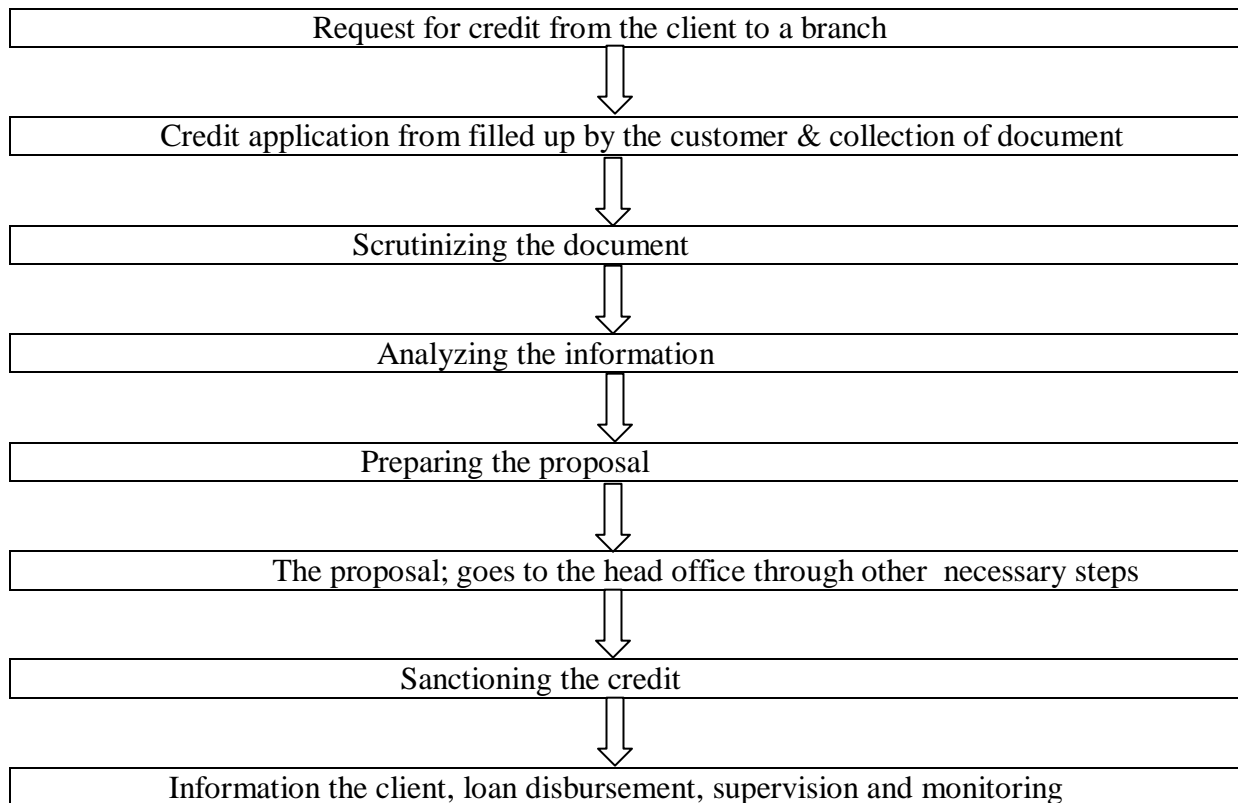 Request for credit from the client to a branch
Credit application from filled up by the customer & collection of document
Scrutinizing the document
Analyzing the information
Preparing the proposal
The proposal; goes to the head office through other necessary steps
Sanctioning the credit
Information the client, loan disbursement, supervision and monitoring